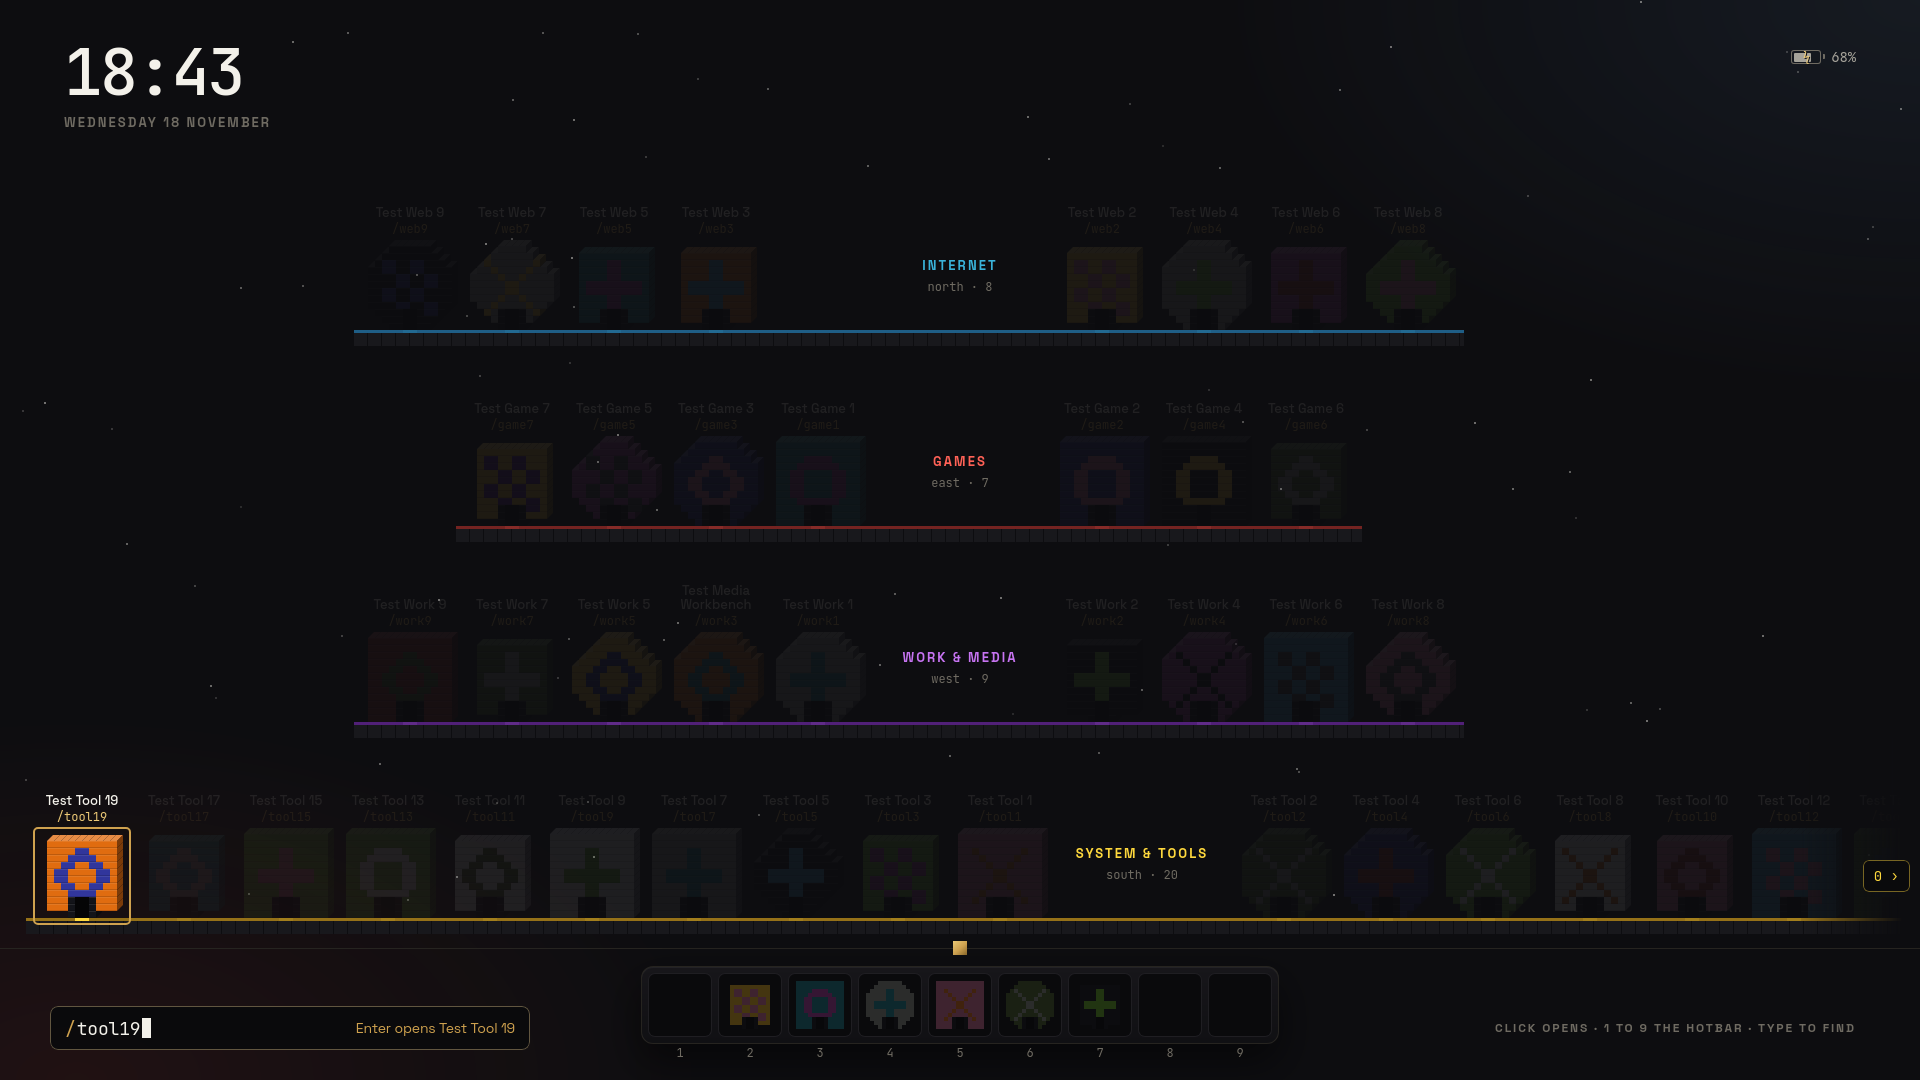 18:43
WEDNESDAY 18 NOVEMBER
68%
Test Web 9
/web9
Test Web 7
/web7
Test Web 5
/web5
Test Web 3
/web3
INTERNET
north · 8
Test Web 2
/web2
Test Web 4
/web4
Test Web 6
/web6
Test Web 8
/web8
Test Game 7
/game7
Test Game 5
/game5
Test Game 3
/game3
Test Game 1
/game1
GAMES
east · 7
Test Game 2
/game2
Test Game 4
/game4
Test Game 6
/game6
Test Work 9
/work9
Test Work 7
/work7
Test Work 5
/work5
Test Media
Workbench
/work3
Test Work 1
/work1
WORK & MEDIA
west · 9
Test Work 2
/work2
Test Work 4
/work4
Test Work 6
/work6
Test Work 8
/work8
Test Tool 19
/tool19
Test Tool 17
/tool17
Test Tool 15
/tool15
Test Tool 13
/tool13
Test Tool 11
/tool11
Test Tool 9
/tool9
Test Tool 7
/tool7
Test Tool 5
/tool5
Test Tool 3
/tool3
Test Tool 1
/tool1
SYSTEM & TOOLS
south · 20
Test Tool 2
/tool2
Test Tool 4
/tool4
Test Tool 6
/tool6
Test Tool 8
/tool8
Test Tool 10
/tool10
Test Tool 12
/tool12
0 ›
/tool19
Enter opens Test Tool 19
1 2 3 4 5 6 7 8 9
CLICK OPENS · 1 TO 9 THE HOTBAR · TYPE TO FIND